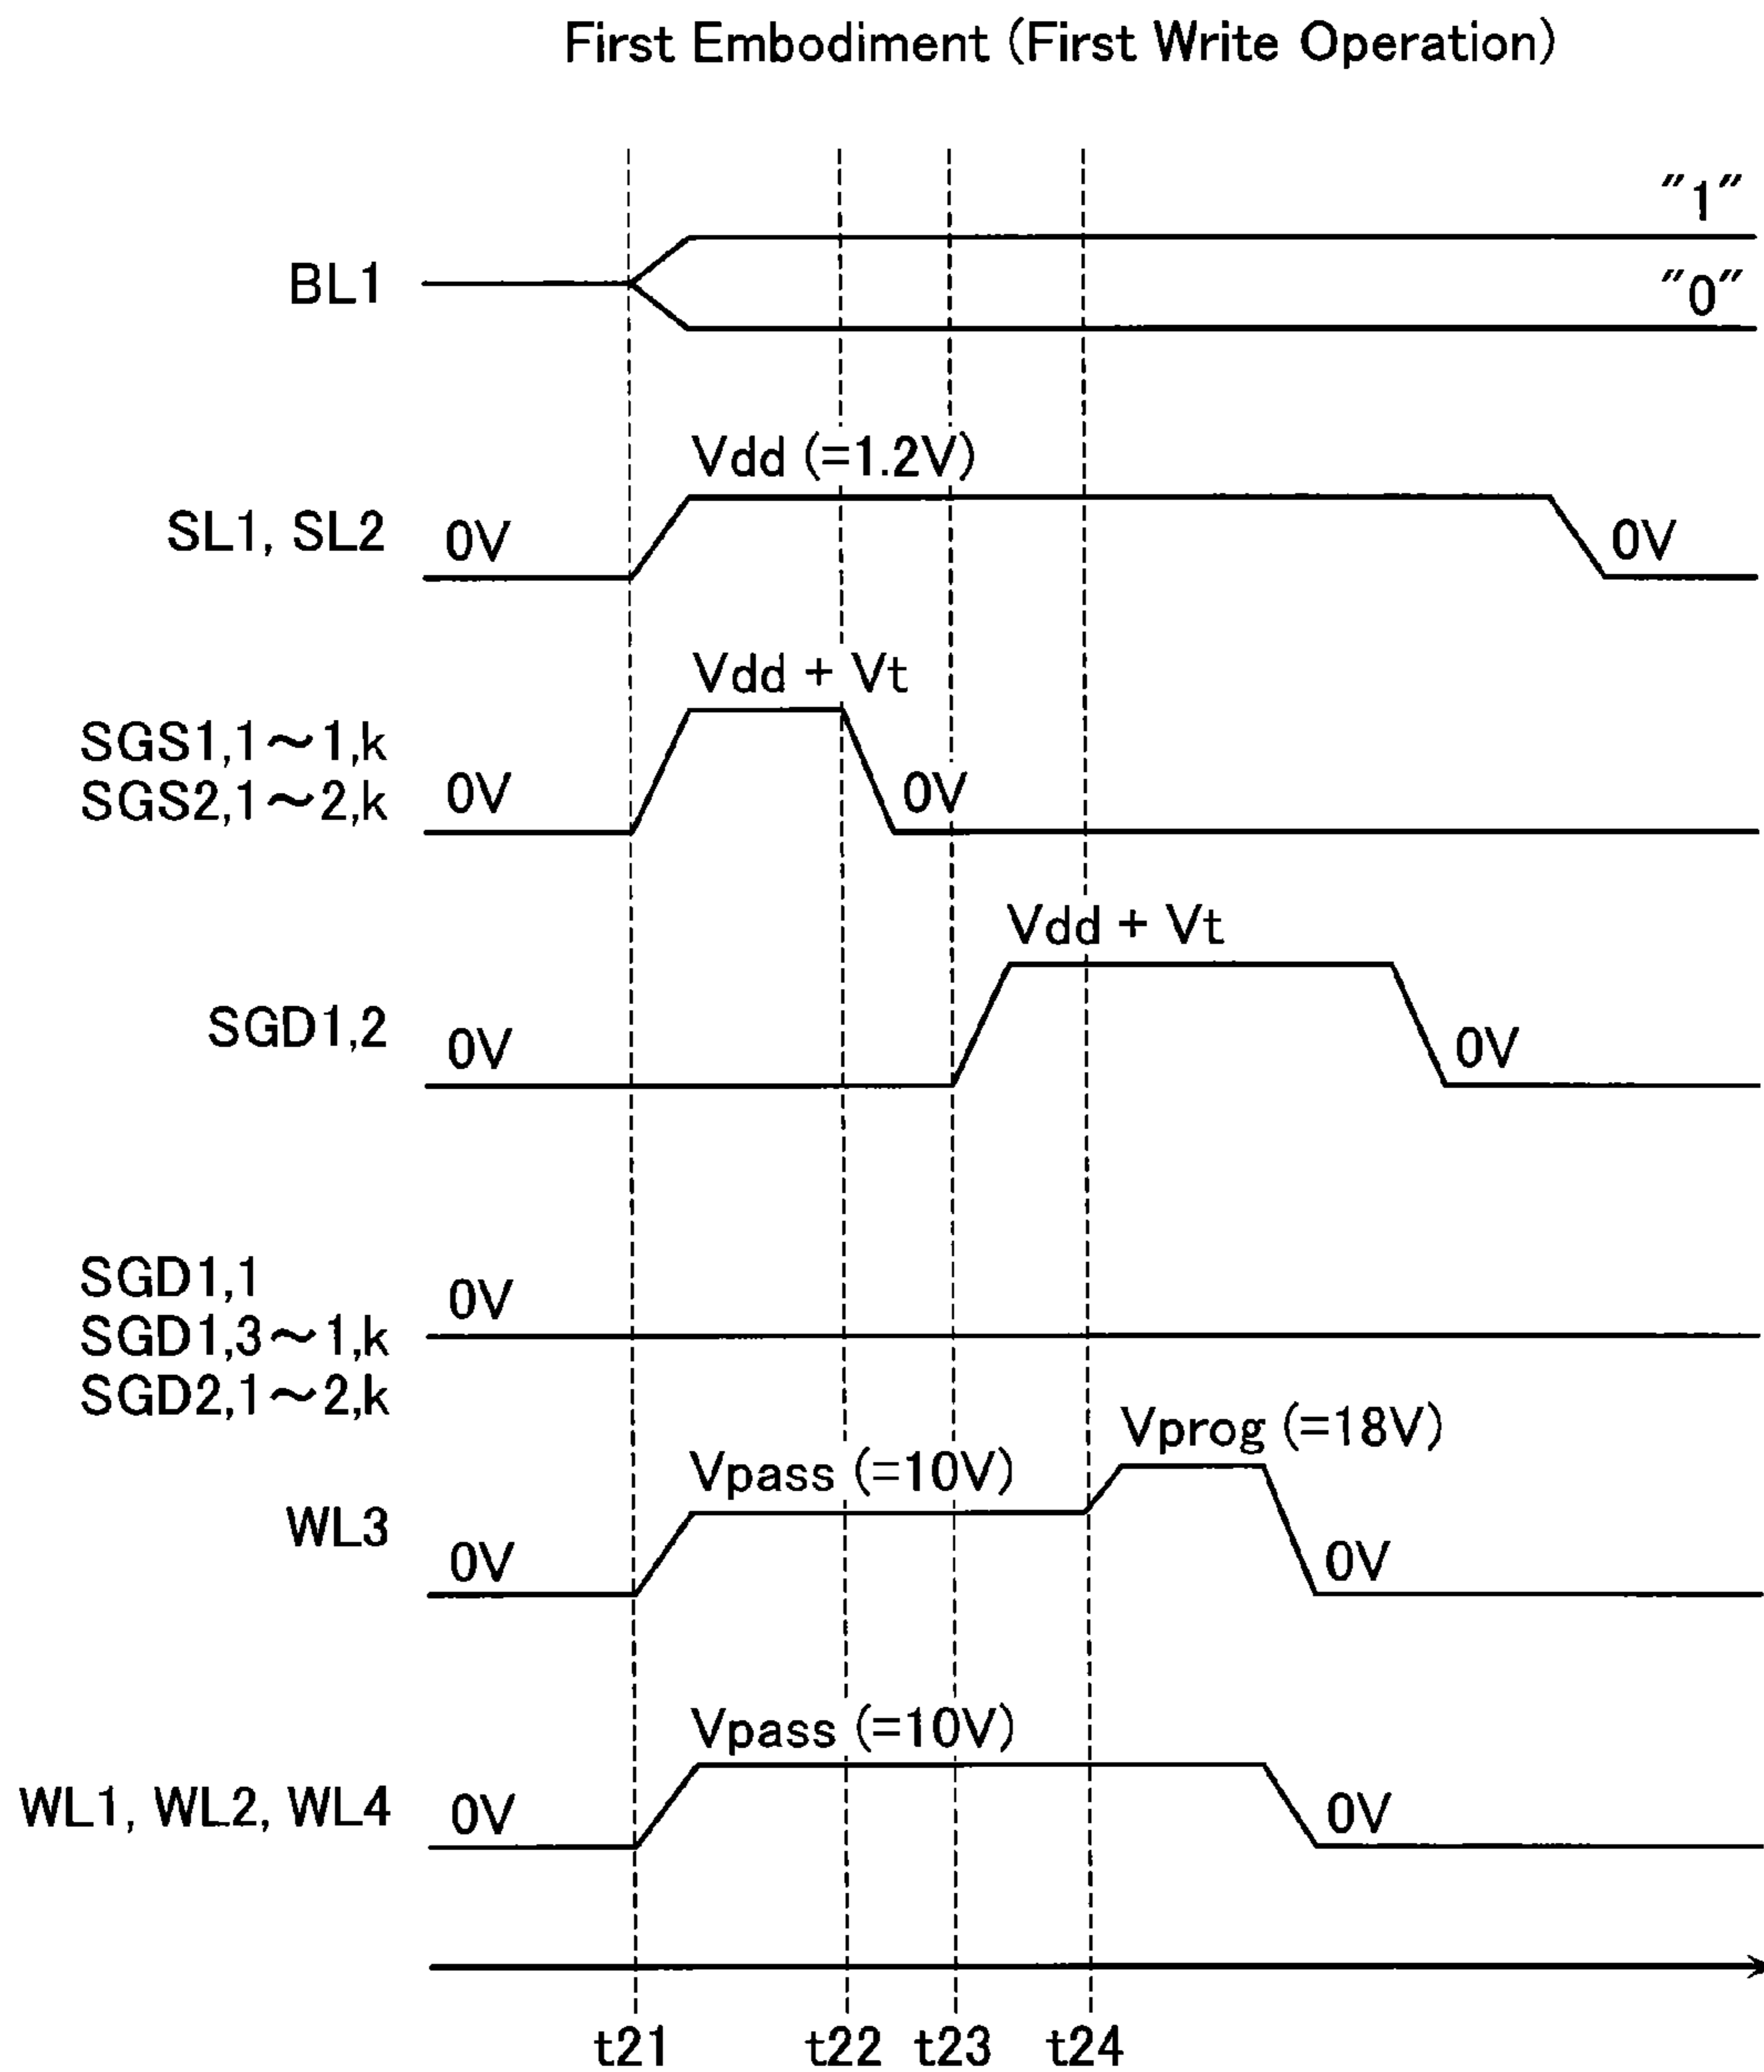 First Embodiment (First Write Operation)
"1"
BL1
"0"
Vdd (=1.2V)
SL1, SL2 0V 0V
Vdd + Vt
SGS1,1～1,k
SGS2,1～2,k 0V 0V
Vdd + Vt
SGD1,2 0V 0V
SGD1,1
0V
SGD1,3～1,k
SGD2,1～2,k
Vprog (=18V)
Vpass (=10V)
WL3 0V 0V
Vpass (=10V)
WL1, WL2, WL4 0V 0V
t21 t22 t23 t24